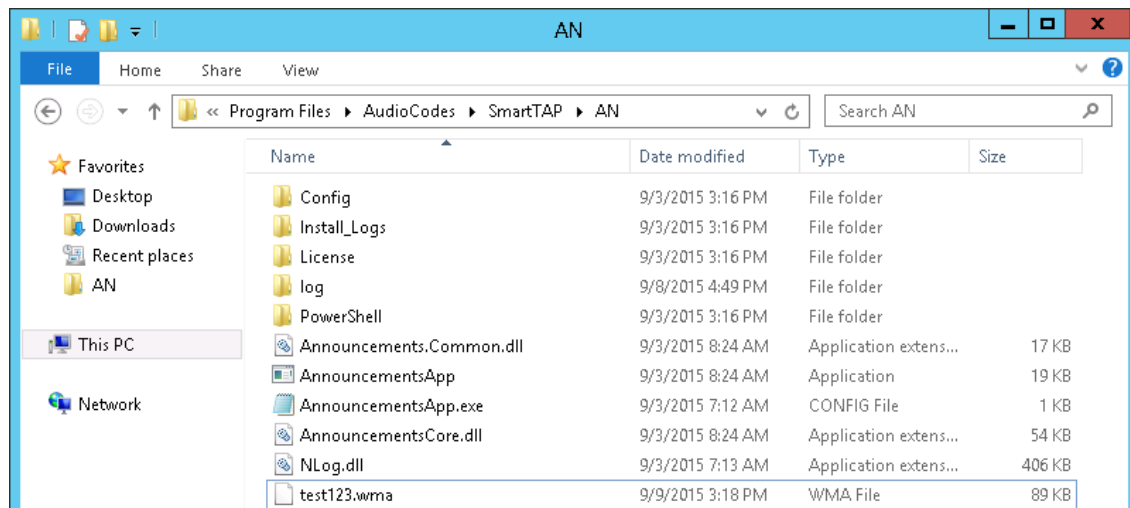 AN
File Home Share View
« Program Files AudioCodes SmartTAP AN Search AN
Favorites
Desktop
Downloads
Recent places
AN
This PC
Network
Name Date modified Type Size
Config 9/3/2015 3:16 PM File folder
Install_Logs 9/3/2015 3:16 PM File folder
License 9/3/2015 3:16 PM File folder
log 9/8/2015 4:49 PM File folder
PowerShell 9/3/2015 3:16 PM File folder
Announcements.Common.dll 9/3/2015 8:24 AM Application extens... 17 KB
AnnouncementsApp 9/3/2015 8:24 AM Application 19 KB
AnnouncementsApp.exe 9/3/2015 7:12 AM CONFIG File 1 KB
AnnouncementsCore.dll 9/3/2015 8:24 AM Application extens... 54 KB
NLog.dll 9/3/2015 7:13 AM Application extens... 406 KB
test123.wma 9/9/2015 3:18 PM WMA File 89 KB